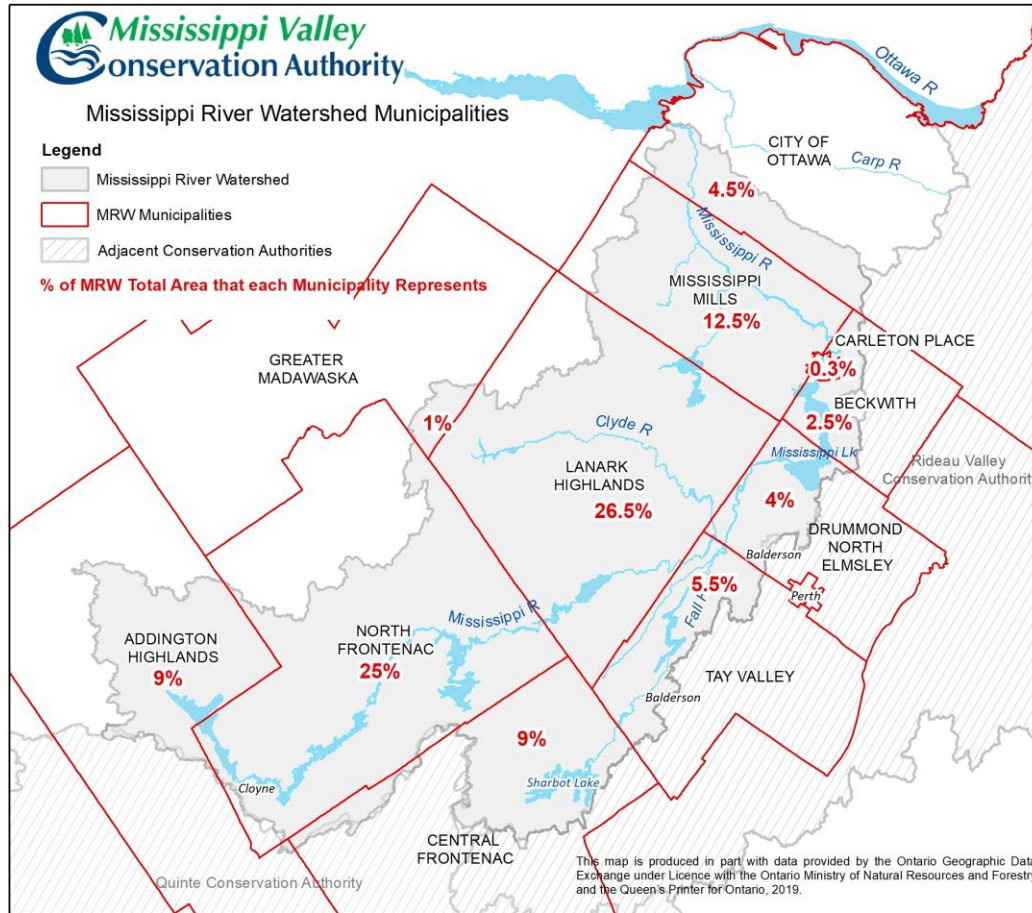 Mississippi Valley
Conservation Authority
Mississippi River Watershed Municipalities
Legend
Mississippi River Watershed
MRW Municipalities
Adjacent Conservation Authorities
% of MRW Total Area that each Municipality Represents
Ottawa R
CITY OF
OTTAWA
Carp R
4.5%
Mississippi R
MISSISSIPPI
MILLS
12.5%
CARLETON PLACE
0.3%
GREATER
MADAWASKA
BECKWITH
2.5%
1%
Clyde R
Mississippi Lk
Rideau Valley
Conservation Authorit
LANARK
HIGHLANDS
26.5%
4%
DRUMMOND
NORTH
ELMSLEY
Balderson
5.5%
Perth
Fall
Mississippi R
ADDINGTON
HIGHLANDS
9%
NORTH
FRONTENAC
25%
TAY VALLEY
Balderson
9%
Sharbot Lake
Cloyne
CENTRAL
FRONTENAC
Quinte Conservation Authority
This map is produced in part with data provided by the Ontario Geographic Data
Exchange under Licence with the Ontario Ministry of Natural Resources and Forestry
and the Queen's Printer for Ontario, 2019.